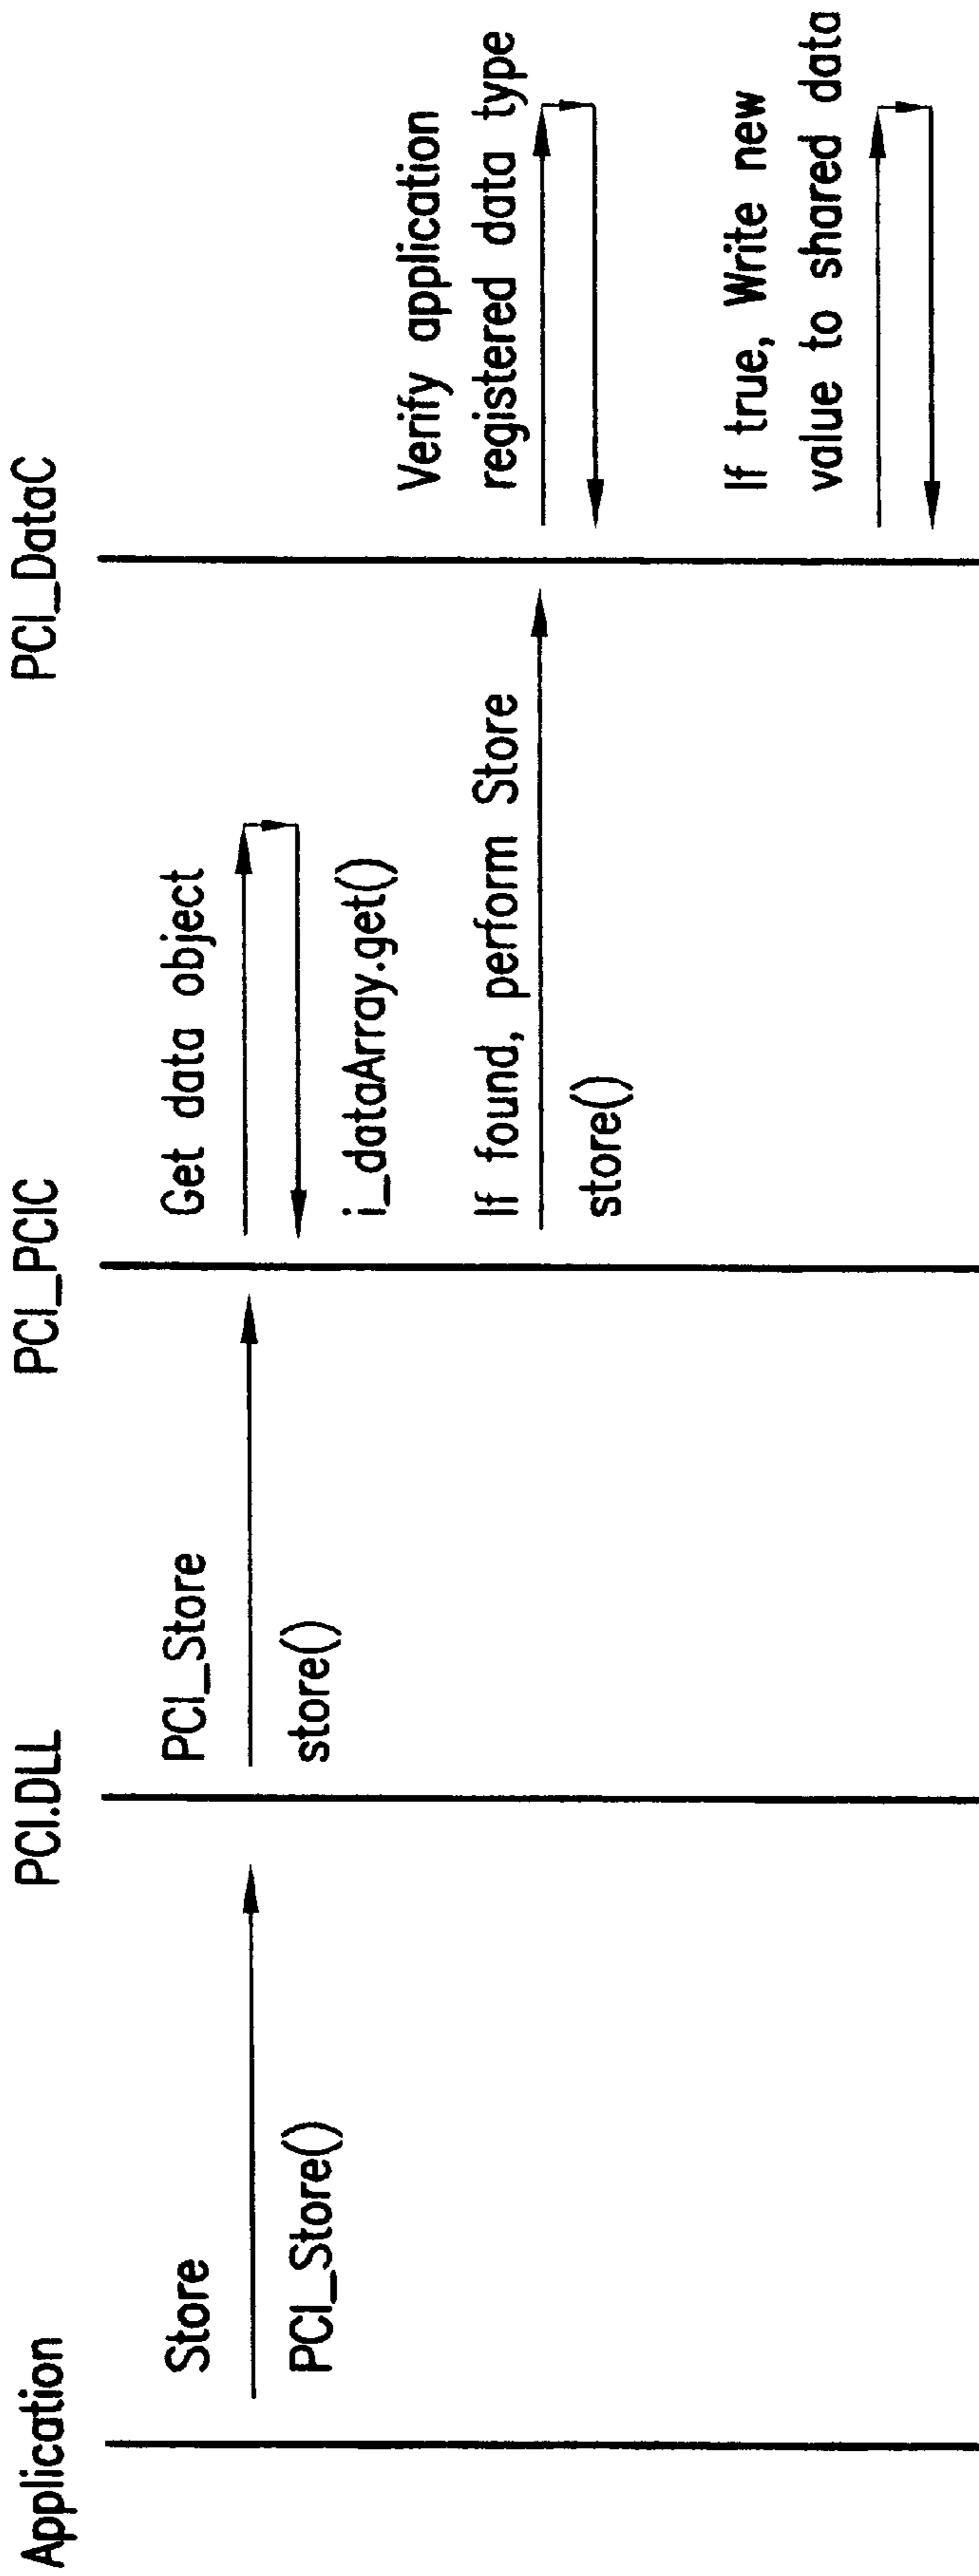 Application
PCI.DLL
PCI_PCIC
PCI_DataC
Store
PCI_Store()
PCI_Store
store()
Get data object
i_dataArray.get()
If found, perform Store
store()
Verify application
registered data type
If true, Write new
value to shared data